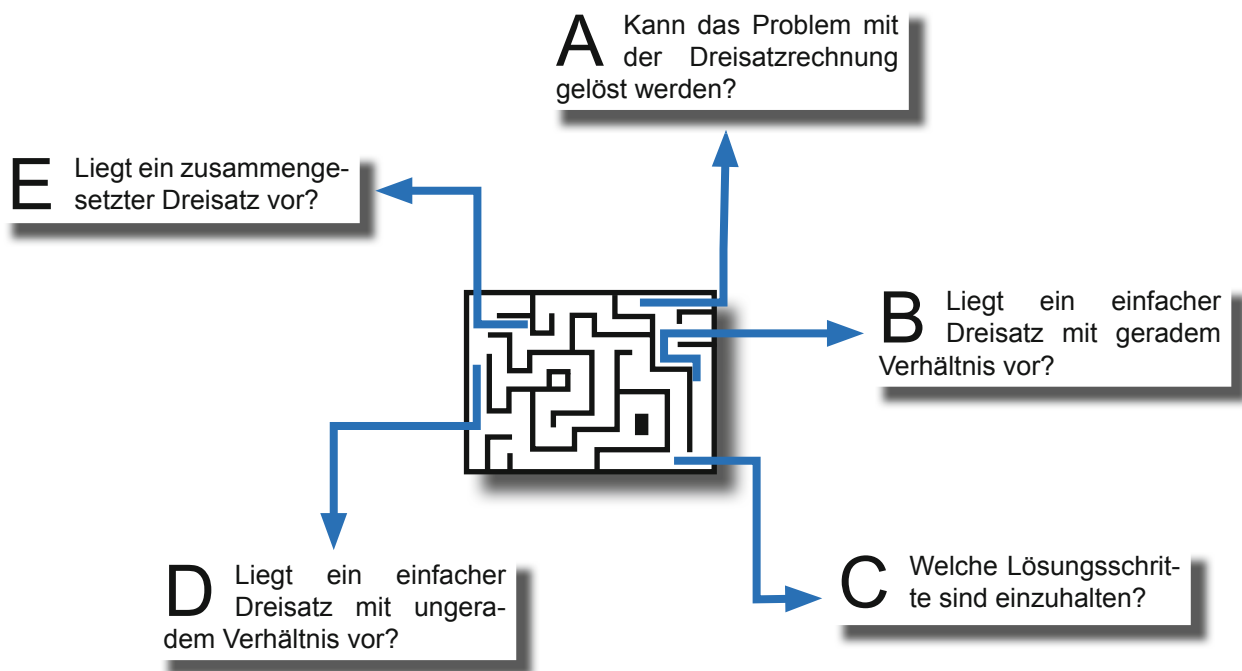 A Kann das Problem mit
der Dreisatzrechnung
gelöst werden?
B Liegt ein einfacher
Dreisatz mit geradem
Verhältnis vor?
C Welche Lösungsschrit-
te sind einzuhalten?
D Liegt ein einfacher
Dreisatz mit ungera-
dem Verhältnis vor?
E Liegt ein zusammenge-
setzter Dreisatz vor?